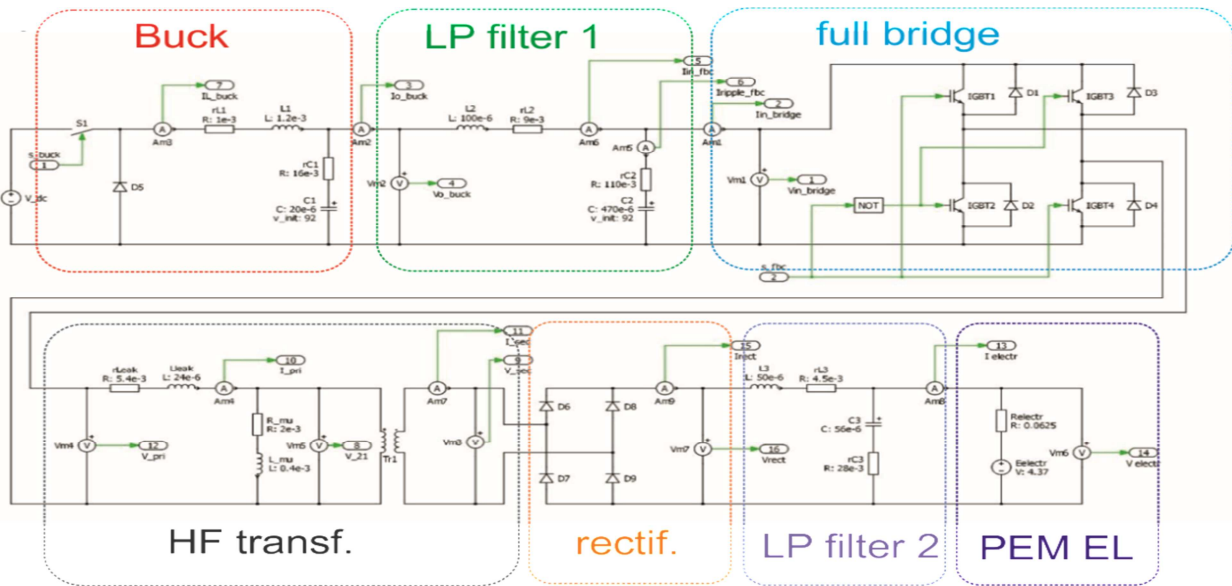 Buck
LP filter 1
full bridge
7
IL_buck
3
Io_buck
5
Iin_fbc
6
Iripple_fbc
2
Iin_bridge
S1
s_buck
1
V_dc
D5
A
Am3
rL1
R: 1e-3
L1
L: 1.2e-3
rC1
R: 16e-3
C1
C: 20e-6
v_init: 92
A
Am2
Vm2
V
4
Vo_buck
L2
L: 100e-6
rL2
R: 9e-3
A
Am6
Am5
A
rC2
R: 110e-3
C2
C: 470e-6
v_init: 92
A
Am1
Vm1
V
1
Vin_bridge
IGBT1
D1
IGBT3
D3
NOT
IGBT2
D2
IGBT4
D4
s_fbc
2
rLeak
R: 5.4e-3
Lleak
L: 24e-6
A
Am4
10
I_pri
11
I_sec
9
V_sec
A
Am7
Vm4
V
12
V_pri
R_mu
R: 2e-3
L_mu
L: 0.4e-3
Vm5
V
8
V_21
Tr1
Vm3
V
D6
D8
D7
D9
A
Am9
15
Irect
Vm7
V
16
Vrect
L3
L: 50e-6
rL3
R: 4.5e-3
C3
C: 56e-6
rC3
R: 28e-3
A
Am8
13
I electr
Relectr
R: 0.0625
Eelectr
V: 4.37
Vm6
V
14
V electr
HF transf.
rectif.
LP filter 2
PEM EL